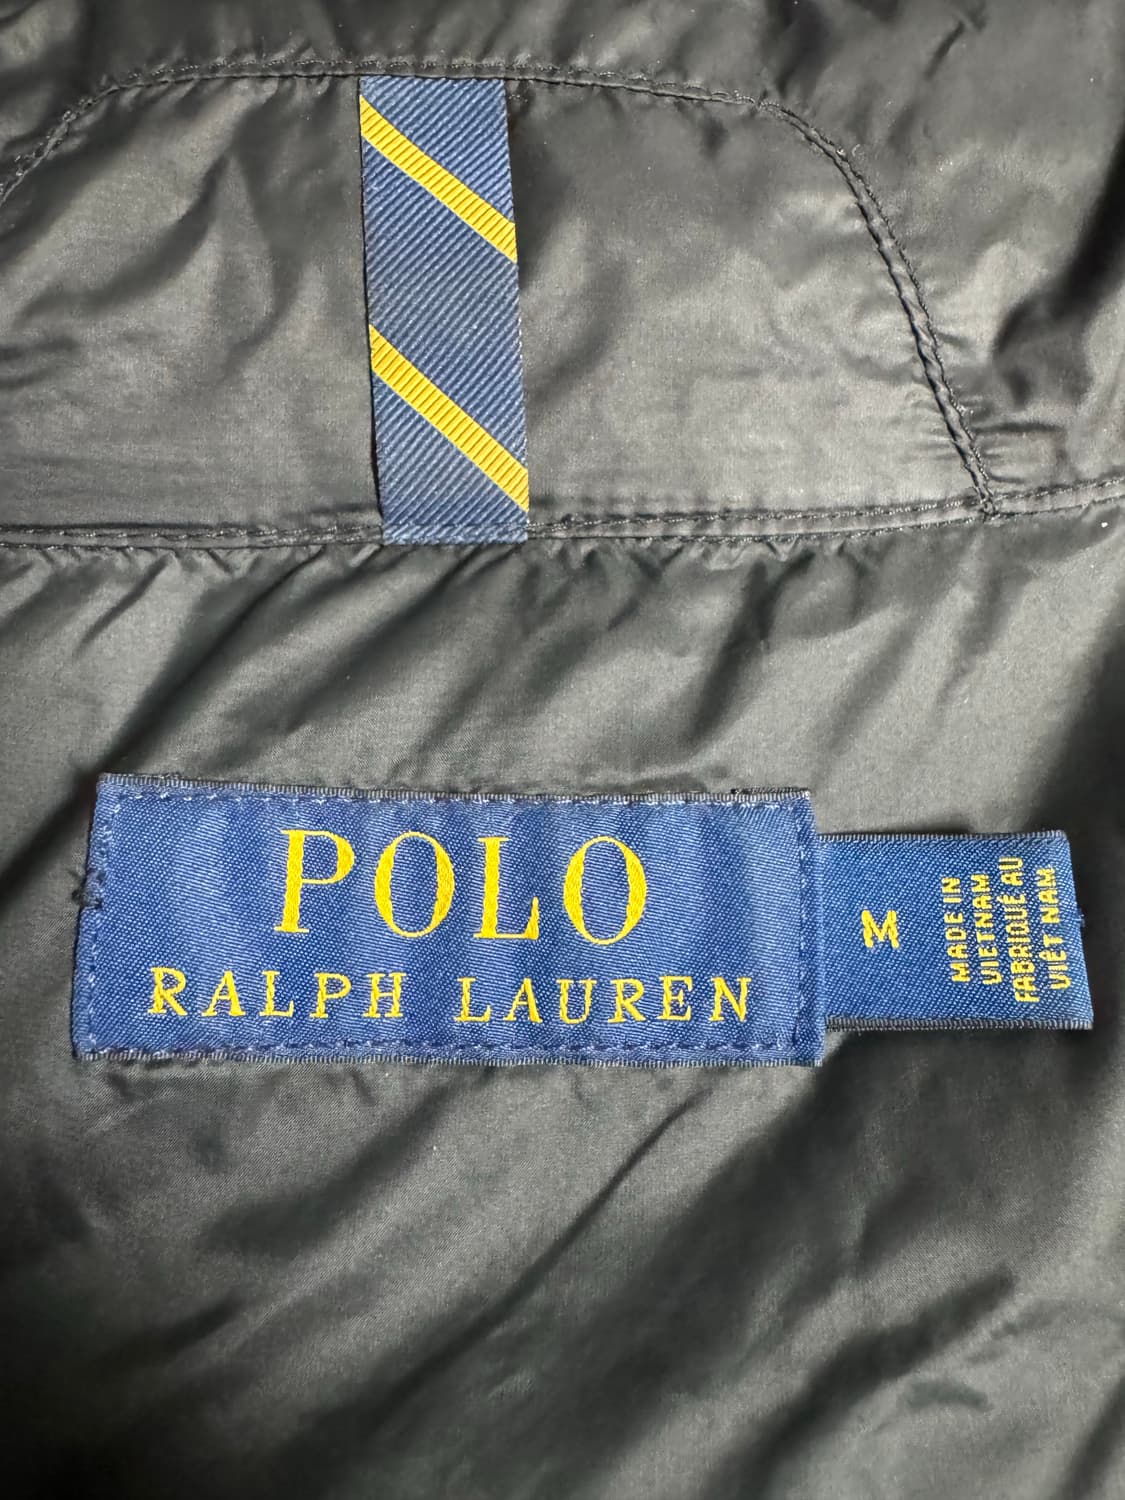 POLO
RALPH LAUREN
M
MADE IN
VIETNAM
FABRIQUÉ AU
VIÊT NAM